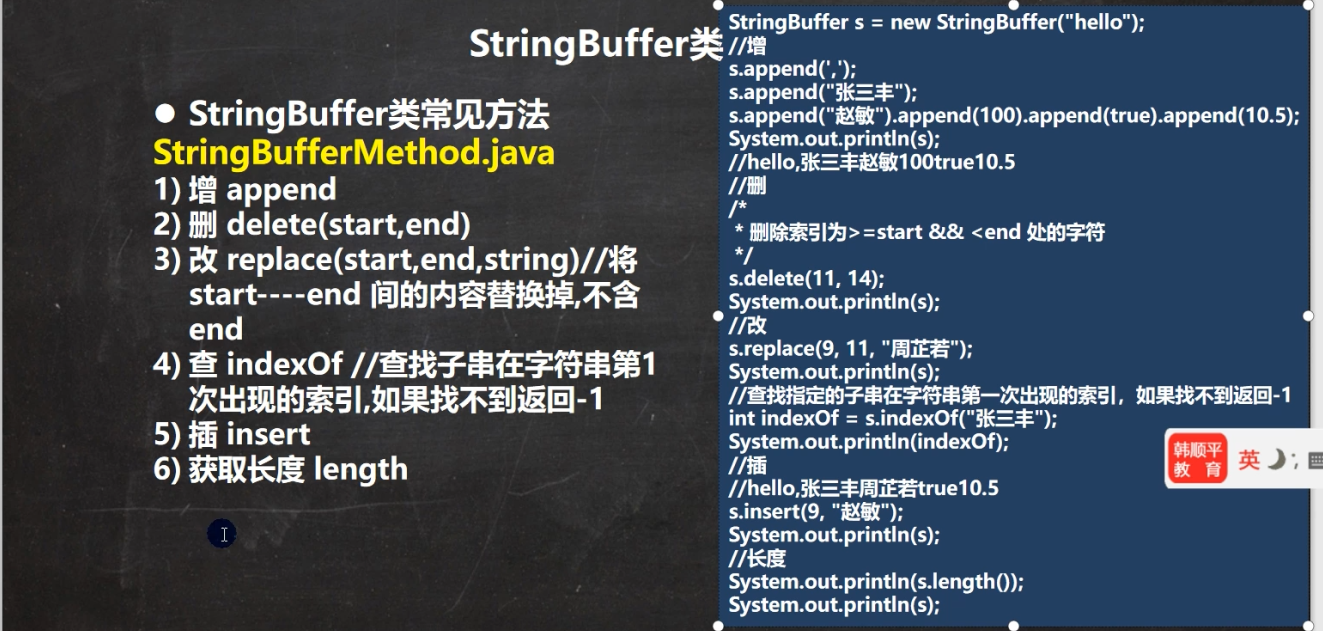 StringBuffer类
● StringBuffer类常见方法
StringBufferMethod.java
1) 增 append
2) 删 delete(start,end)
3) 改 replace(start,end,string)//将
start----end 间的内容替换掉,不含
end
4) 查 indexOf //查找子串在字符串第1
次出现的索引,如果找不到返回-1
5) 插 insert
6) 获取长度 length
StringBuffer s = new StringBuffer("hello");
//增
s.append(',');
s.append("张三丰");
s.append("赵敏").append(100).append(true).append(10.5);
System.out.println(s);
//hello,张三丰赵敏100true10.5
//删
/*
* 删除索引为>=start && <end 处的字符
*/
s.delete(11, 14);
System.out.println(s);
//改
s.replace(9, 11, "周芷若");
System.out.println(s);
//查找指定的子串在字符串第一次出现的索引，如果找不到返回-1
int indexOf = s.indexOf("张三丰");
System.out.println(indexOf);
//插
//hello,张三丰周芷若true10.5
s.insert(9, "赵敏");
System.out.println(s);
//长度
System.out.println(s.length());
System.out.println(s);
韩顺平
教 育
英